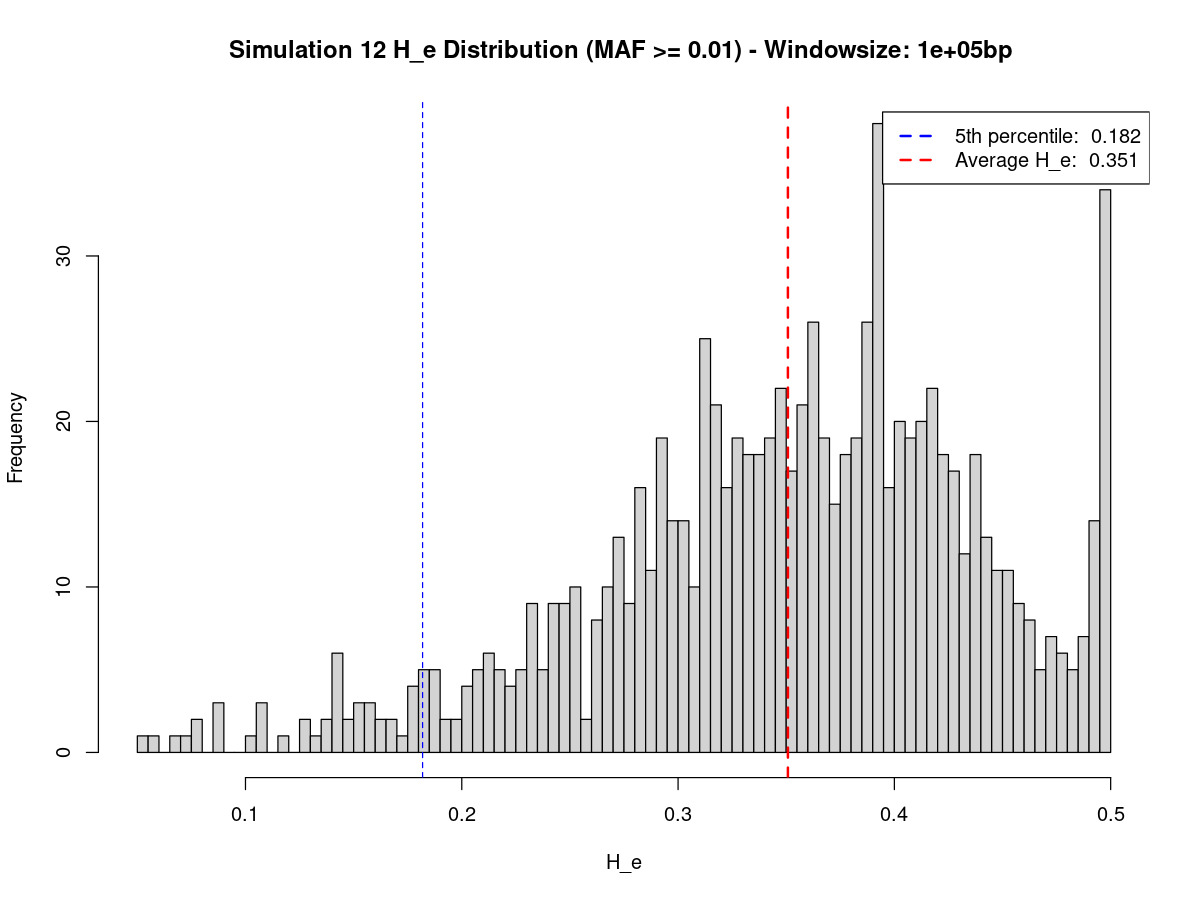 Simulation 12 H_e Distribution (MAF >= 0.01) - Windowsize: 1e+05bp
5th percentile: 0.182
Average H_e: 0.351
Frequency
30
20
10
0
0.1 0.2 0.3 0.4 0.5
H_e